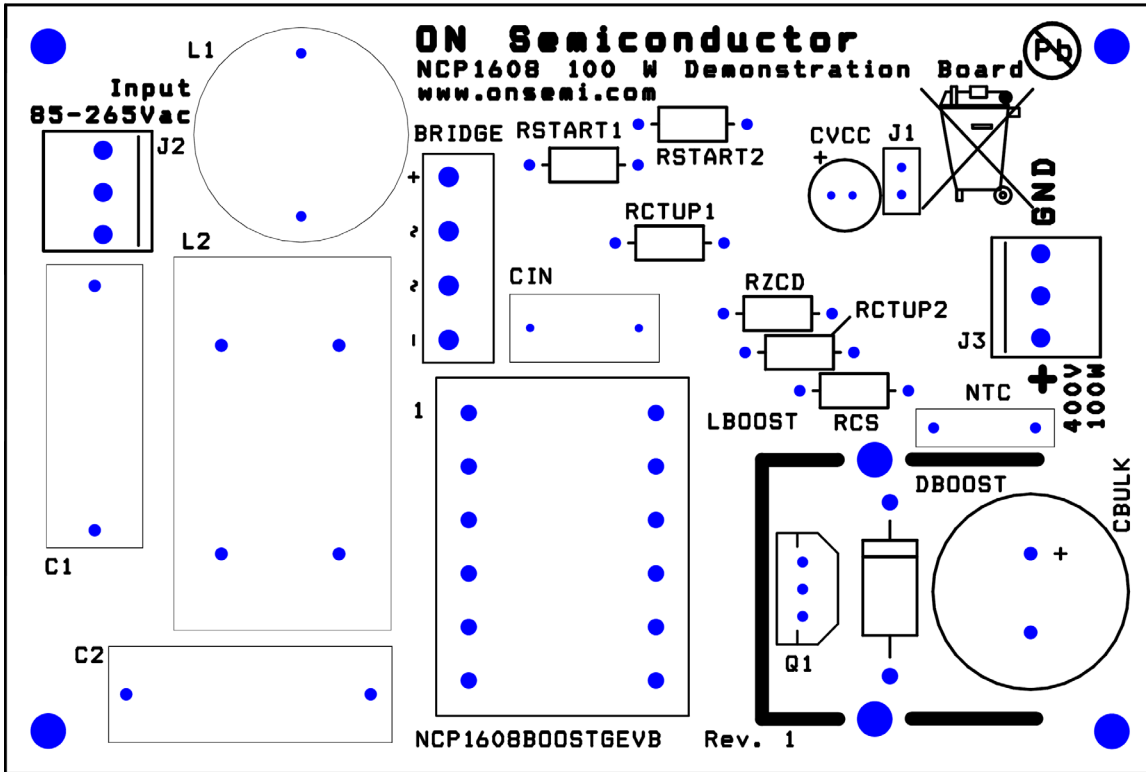 ON Semiconductor
NCP1608 100 W Demonstration Board
www.onsemi.com
Pb
L1
Input
85-265Vac
J2
BRIDGE
RSTART1
RSTART2
CVCC
+
J1
GND
+
~
~
-
RCTUP1
L2
CIN
RZCD
RCTUP2
J3
+
400V
100W
NTC
1
LBOOST
RCS
DBOOST
CBULK
+
C1
Q1
C2
NCP1608BOOSTGEVB Rev. 1